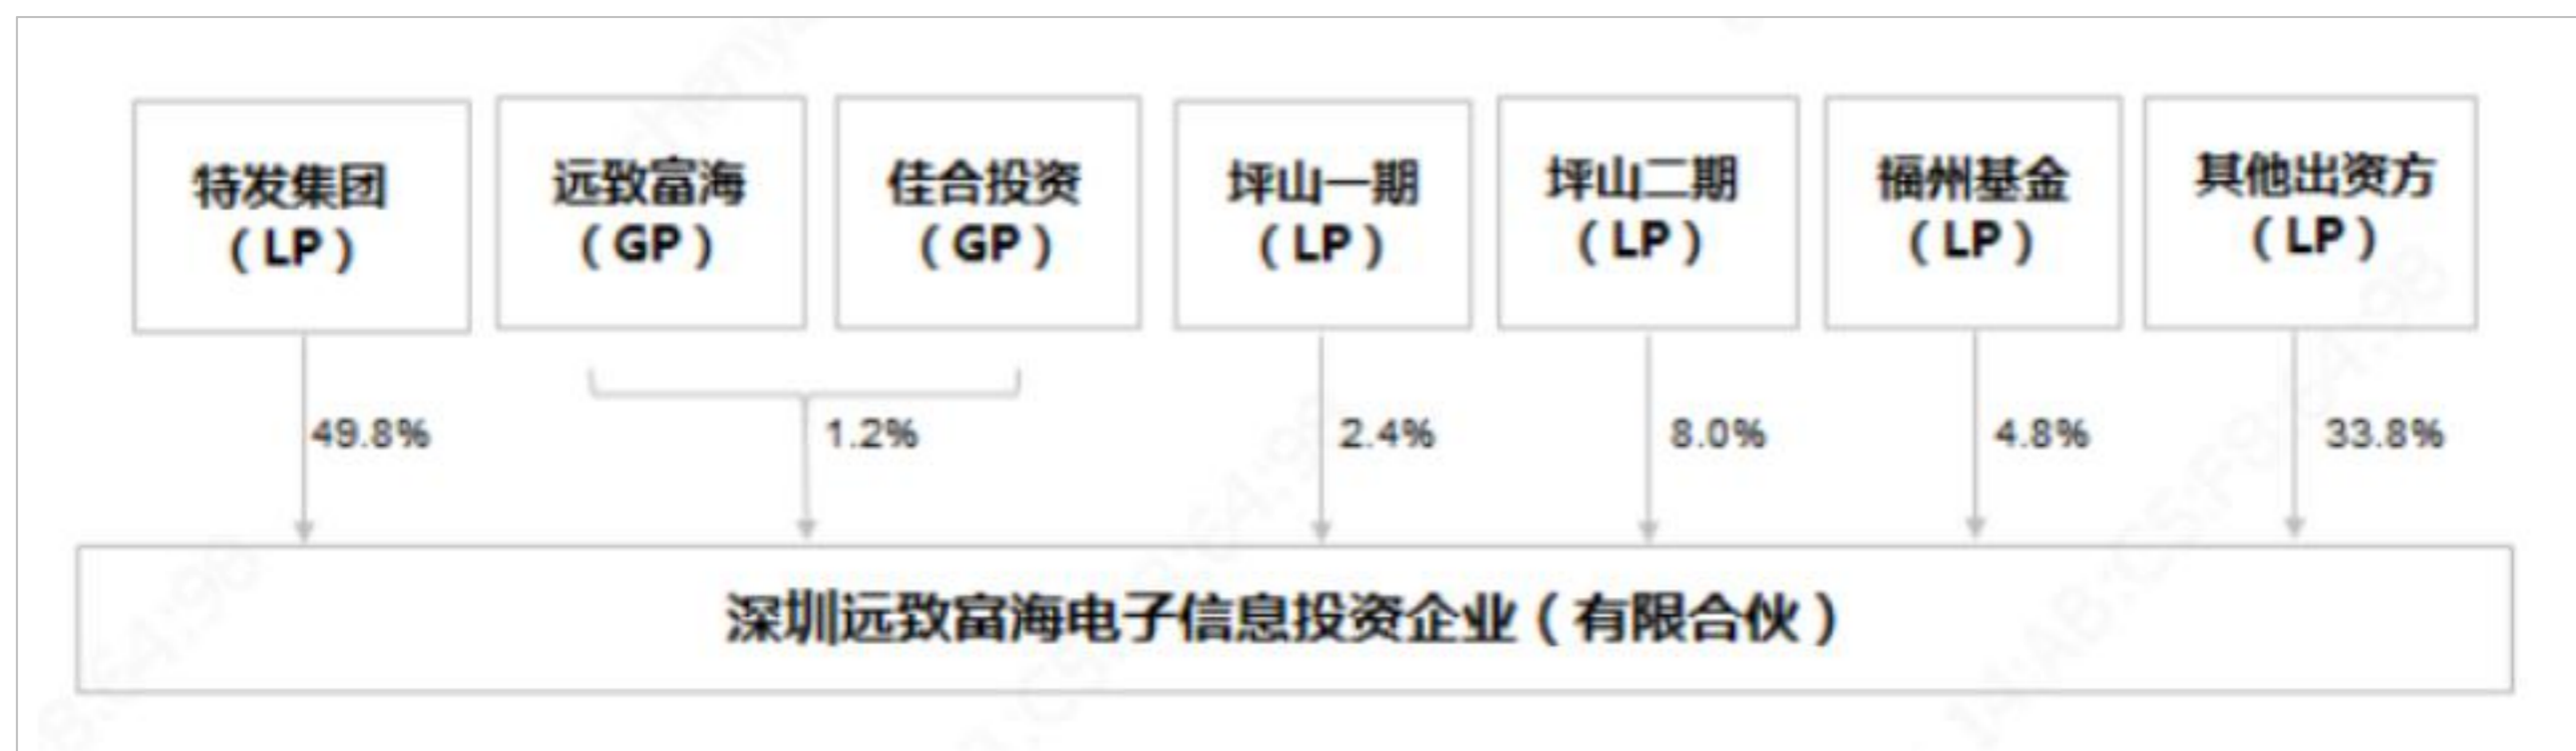 特发集团
（LP）
远致富海
（GP）
佳合投资
（GP）
坪山一期
（LP）
坪山二期
（LP）
福州基金
（LP）
其他出资方
（LP）
49.8%
1.2%
2.4%
8.0%
4.8%
33.8%
深圳远致富海电子信息投资企业（有限合伙）